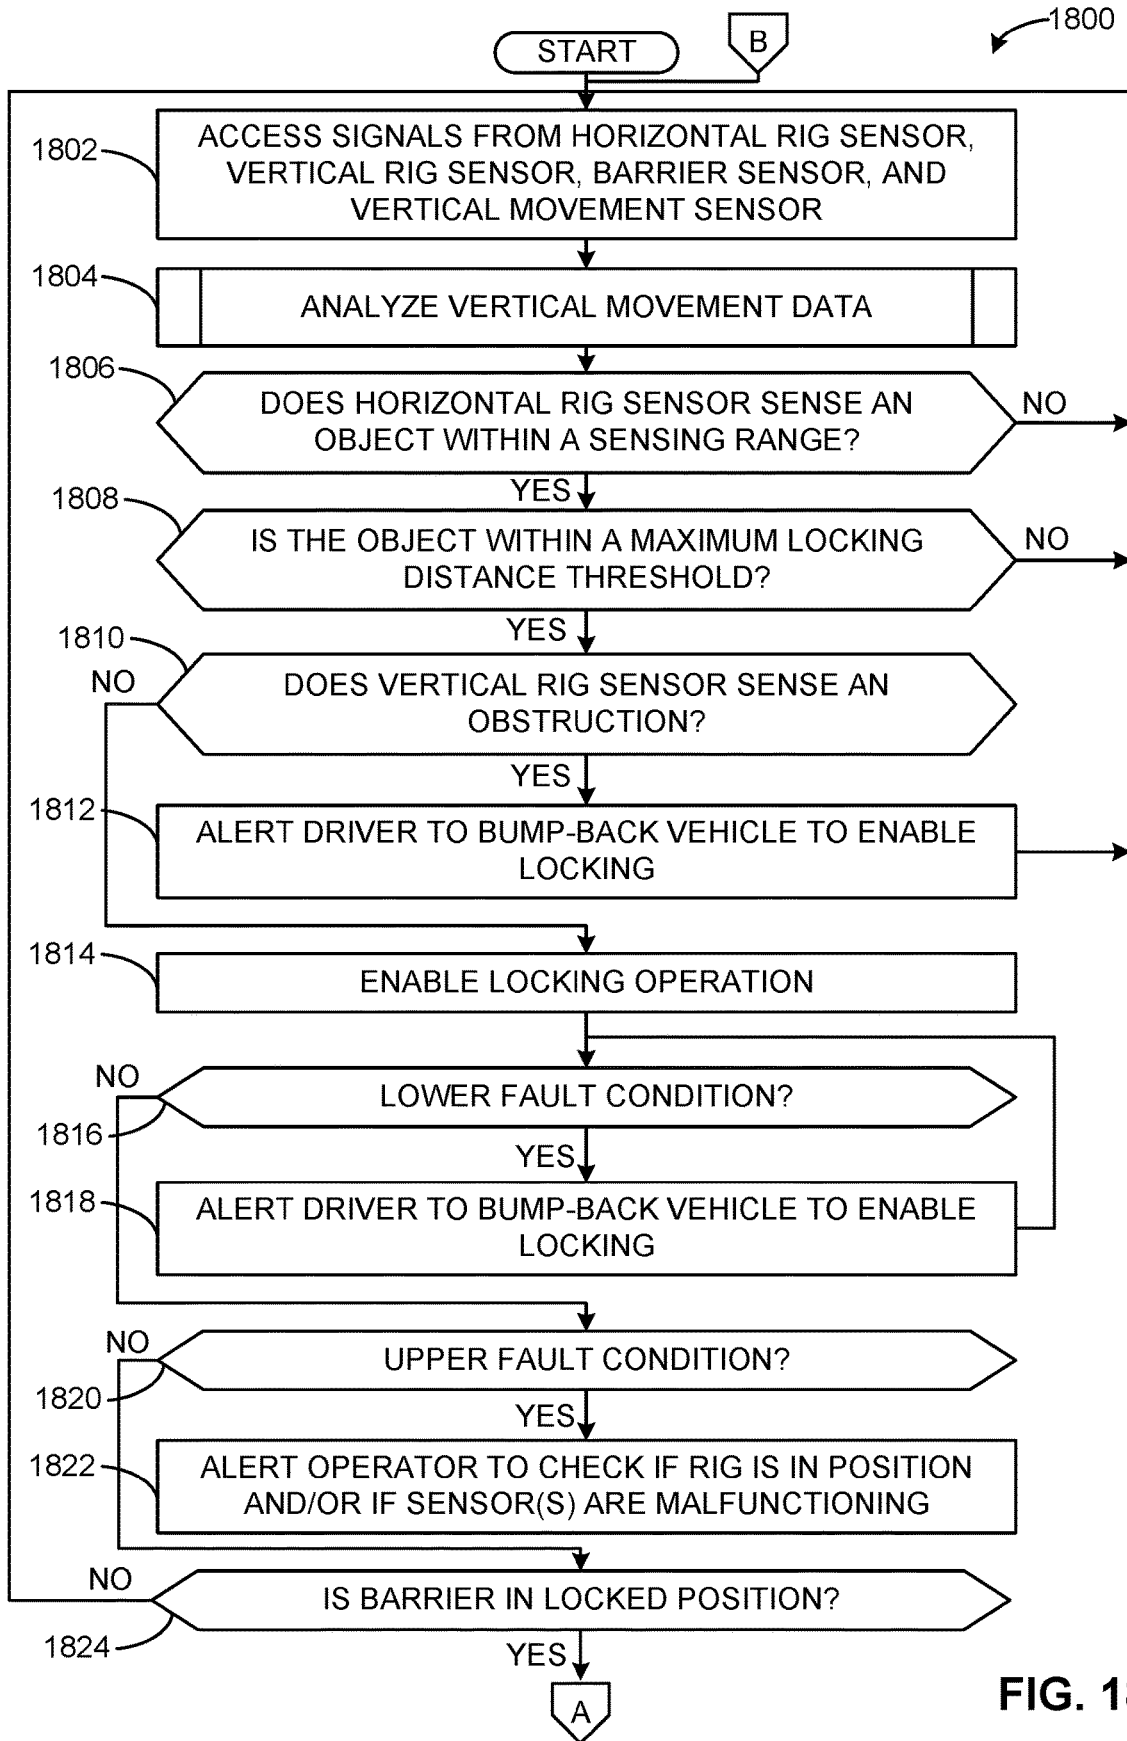 1800
START
B
1802
ACCESS SIGNALS FROM HORIZONTAL RIG SENSOR,
VERTICAL RIG SENSOR, BARRIER SENSOR, AND
VERTICAL MOVEMENT SENSOR
1804
ANALYZE VERTICAL MOVEMENT DATA
1806
DOES HORIZONTAL RIG SENSOR SENSE AN
OBJECT WITHIN A SENSING RANGE?
NO
YES
1808
IS THE OBJECT WITHIN A MAXIMUM LOCKING
DISTANCE THRESHOLD?
NO
YES
1810
NO
DOES VERTICAL RIG SENSOR SENSE AN
OBSTRUCTION?
YES
1812
ALERT DRIVER TO BUMP-BACK VEHICLE TO ENABLE
LOCKING
1814
ENABLE LOCKING OPERATION
NO
LOWER FAULT CONDITION?
1816
YES
1818
ALERT DRIVER TO BUMP-BACK VEHICLE TO ENABLE
LOCKING
NO
UPPER FAULT CONDITION?
1820
YES
1822
ALERT OPERATOR TO CHECK IF RIG IS IN POSITION
AND/OR IF SENSOR(S) ARE MALFUNCTIONING
NO
IS BARRIER IN LOCKED POSITION?
1824
YES
A
FIG.